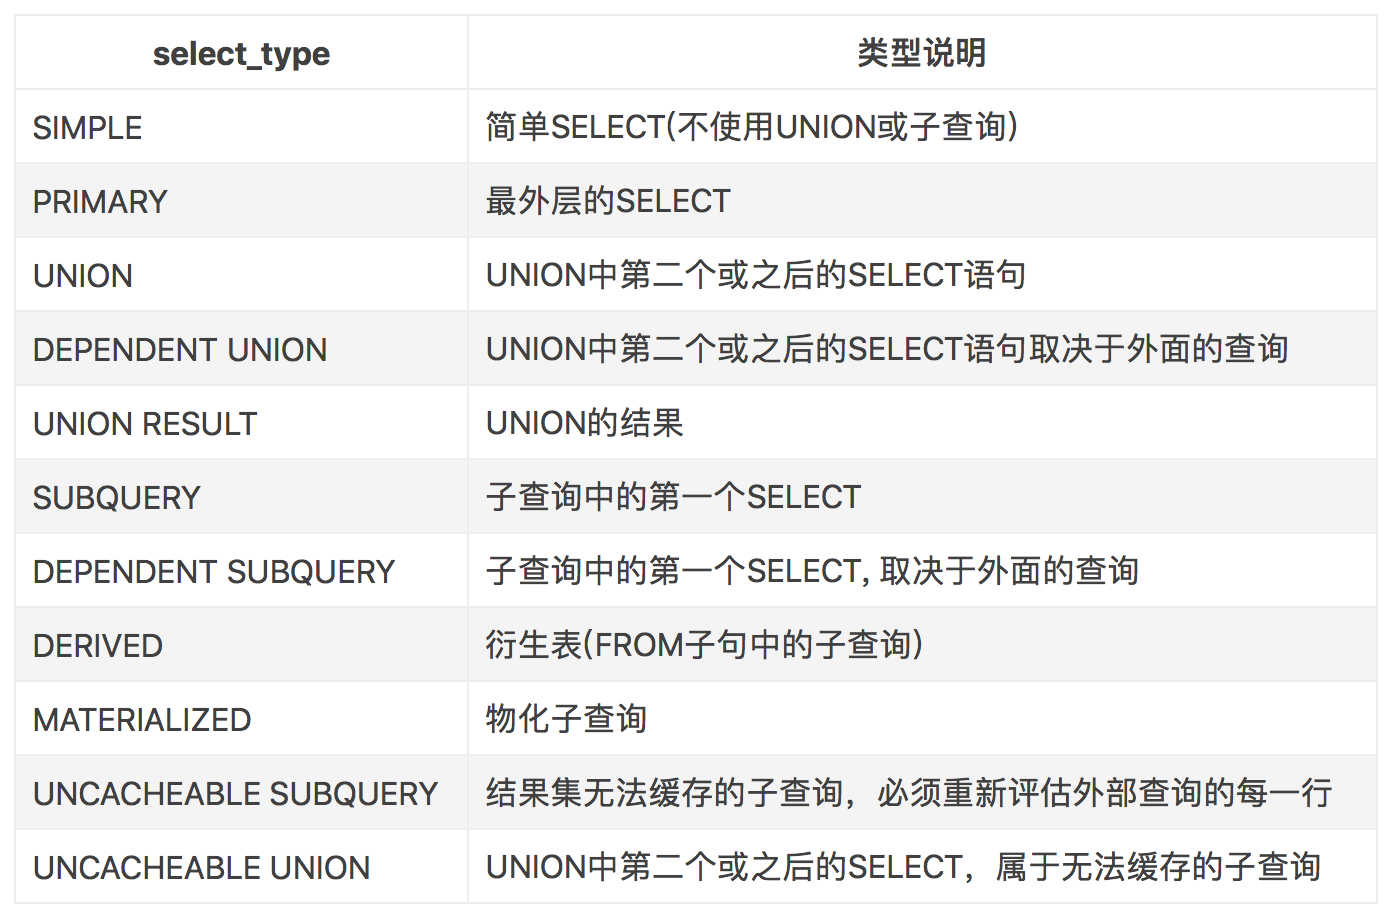 select_type 类型说明
SIMPLE 简单SELECT(不使用UNION或子查询)
PRIMARY 最外层的SELECT
UNION UNION中第二个或之后的SELECT语句
DEPENDENT UNION UNION中第二个或之后的SELECT语句取决于外面的查询
UNION RESULT UNION的结果
SUBQUERY 子查询中的第一个SELECT
DEPENDENT SUBQUERY 子查询中的第一个SELECT, 取决于外面的查询
DERIVED 衍生表(FROM子句中的子查询)
MATERIALIZED 物化子查询
UNCACHEABLE SUBQUERY 结果集无法缓存的子查询，必须重新评估外部查询的每一行
UNCACHEABLE UNION UNION中第二个或之后的SELECT，属于无法缓存的子查询